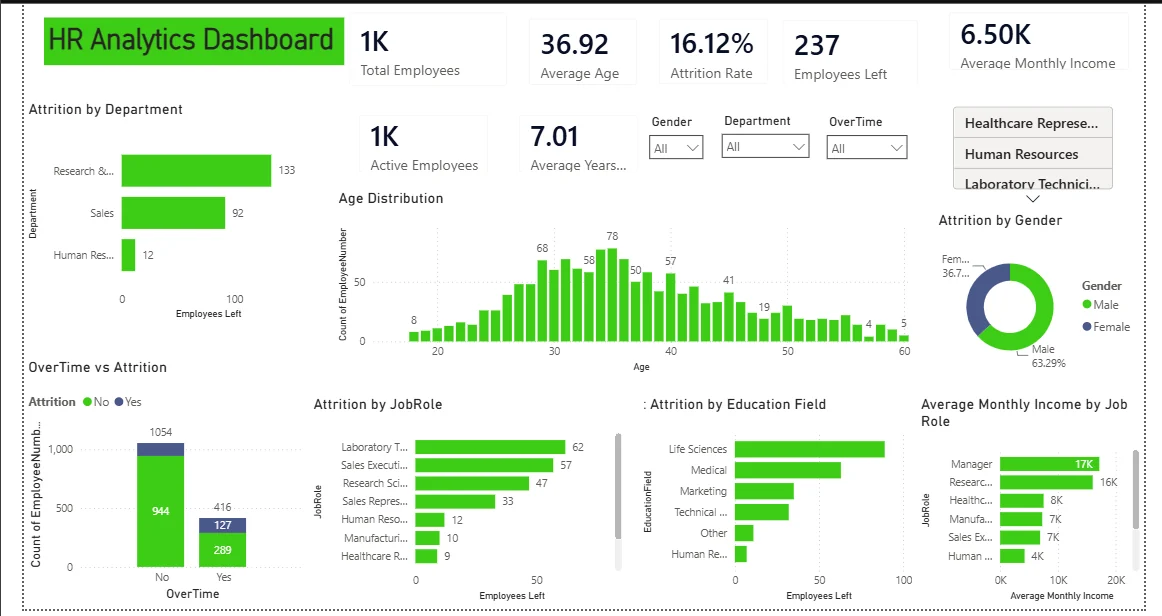 HR Analytics Dashboard
1K
Total Employees
36.92
Average Age
16.12%
Attrition Rate
237
Employees Left
6.50K
Average Monthly Income
1K
Active Employees
7.01
Average Years...
Gender
All
Department
All
OverTime
All
Healthcare Represe...
Human Resources
Laboratory Technici...
Attrition by Department
Department
Research &...
133
Sales
92
Human Res...
12
0
100
Employees Left
Age Distribution
Count of EmployeeNumber
50
0
8
68
58
78
50
57
41
19
4
5
20
30
40
50
60
Age
Attrition by Gender
Fem...
36.7...
Male
63.29%
Gender
Male
Female
OverTime vs Attrition
Attrition
No
Yes
Count of EmployeeNumb...
1,000
500
0
1054
944
416
127
289
No
Yes
OverTime
Attrition by JobRole
JobRole
Laboratory T...
62
Sales Executi...
57
Research Sci...
47
Sales Repres...
33
Human Reso...
12
Manufacturi...
10
Healthcare R...
9
0
50
Employees Left
: Attrition by Education Field
EducationField
Life Sciences
Medical
Marketing
Technical ...
Other
Human Re...
0
50
100
Employees Left
Average Monthly Income by Job
Role
JobRole
Manager
17K
Researc...
16K
Healthc...
8K
Manufa...
7K
Sales Ex...
7K
Human ...
4K
0K
10K
20K
Average Monthly Income